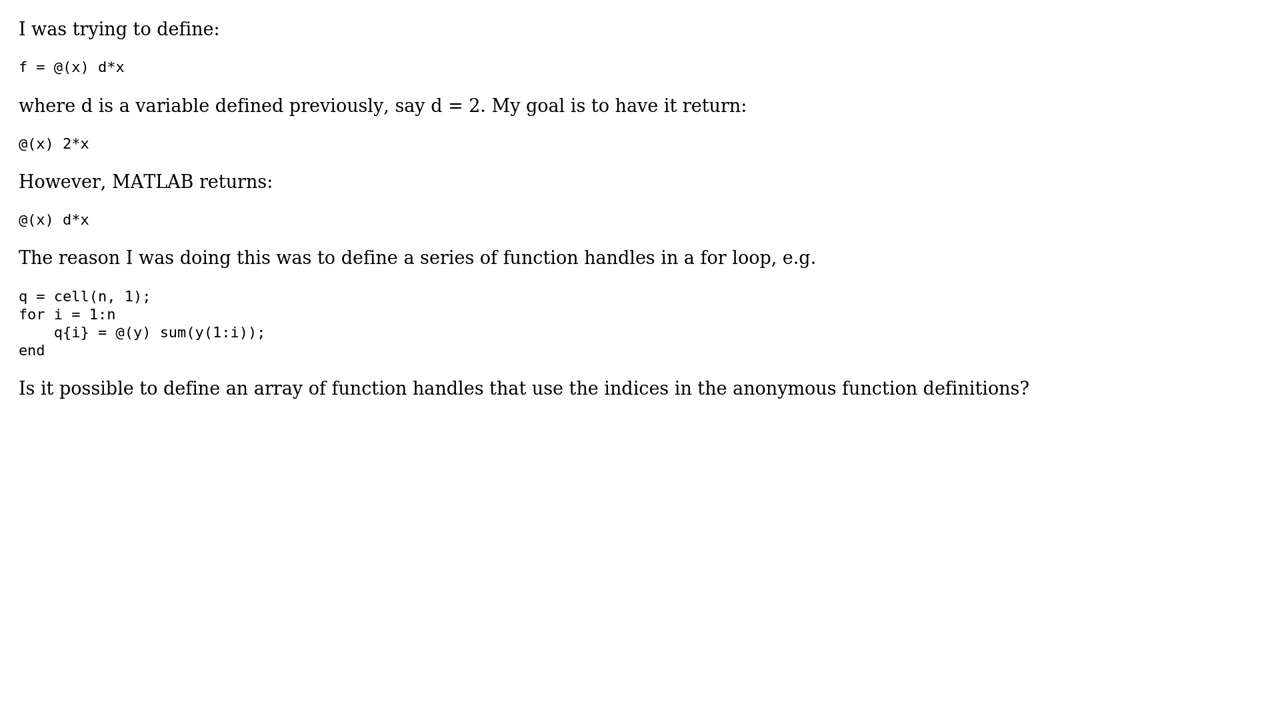 I was trying to define:
f = @(x) d*x
where d is a variable defined previously, say d = 2. My goal is to have it return:
@(x) 2*x
However, MATLAB returns:
@(x) d*x
The reason I was doing this was to define a series of function handles in a for loop, e.g.
q = cell(n, 1);
for i = 1:n
    q{i} = @(y) sum(y(1:i));
end
Is it possible to define an array of function handles that use the indices in the anonymous function definitions?